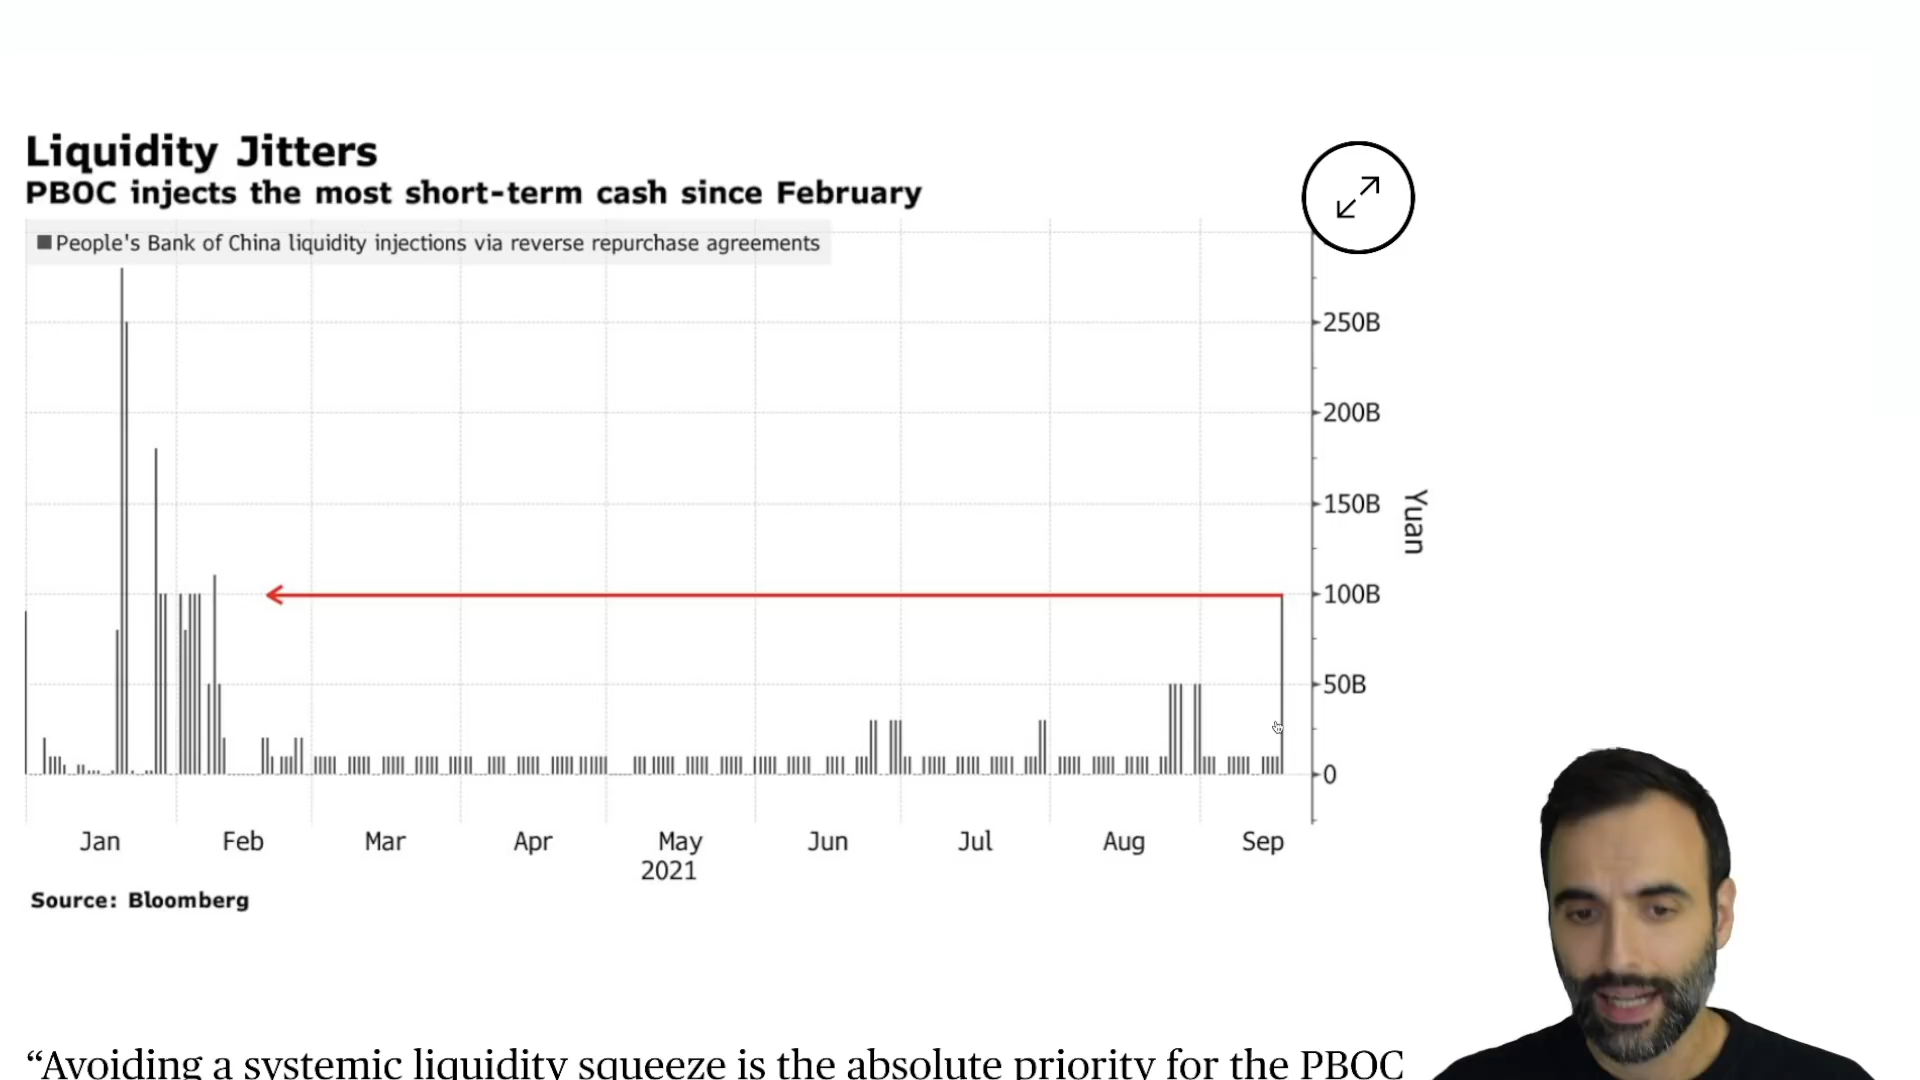 Liquidity Jitters
PBOC injects the most short-term cash since February
People's Bank of China liquidity injections via reverse repurchase agreements
250B
200B
150B
100B
50B
0
Yuan
Jan Feb Mar Apr May Jun Jul Aug Sep
2021
Source: Bloomberg
“Avoiding a systemic liquidity squeeze is the absolute priority for the PBOC